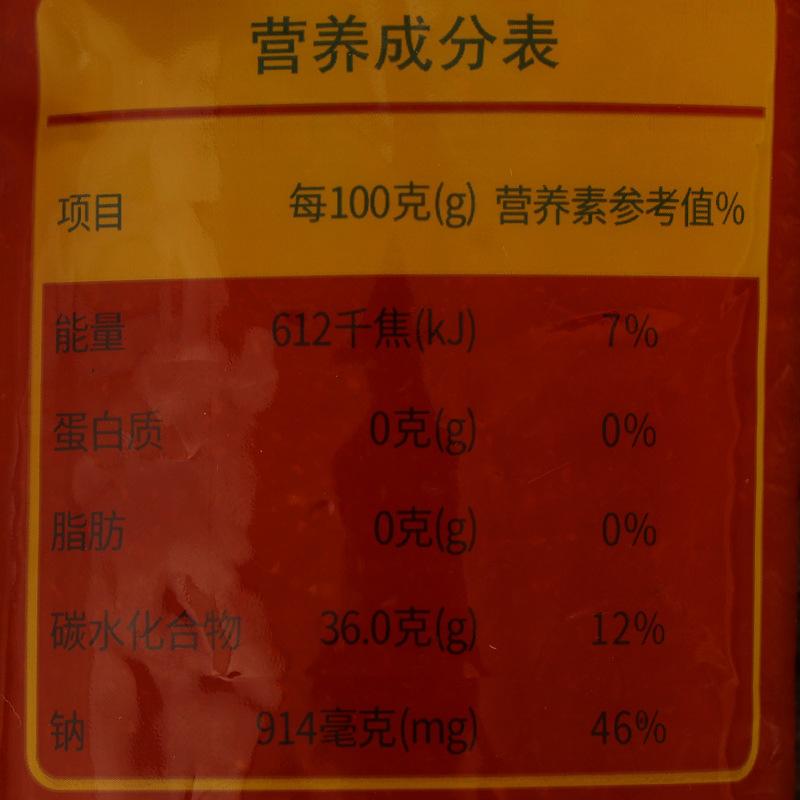 营养成分表
项目 每100克(g) 营养素参考值%
能量 612千焦(kJ) 7%
蛋白质 0克(g) 0%
脂肪 0克(g) 0%
碳水化合物 36.0克(g) 12%
钠 914毫克(mg) 46%